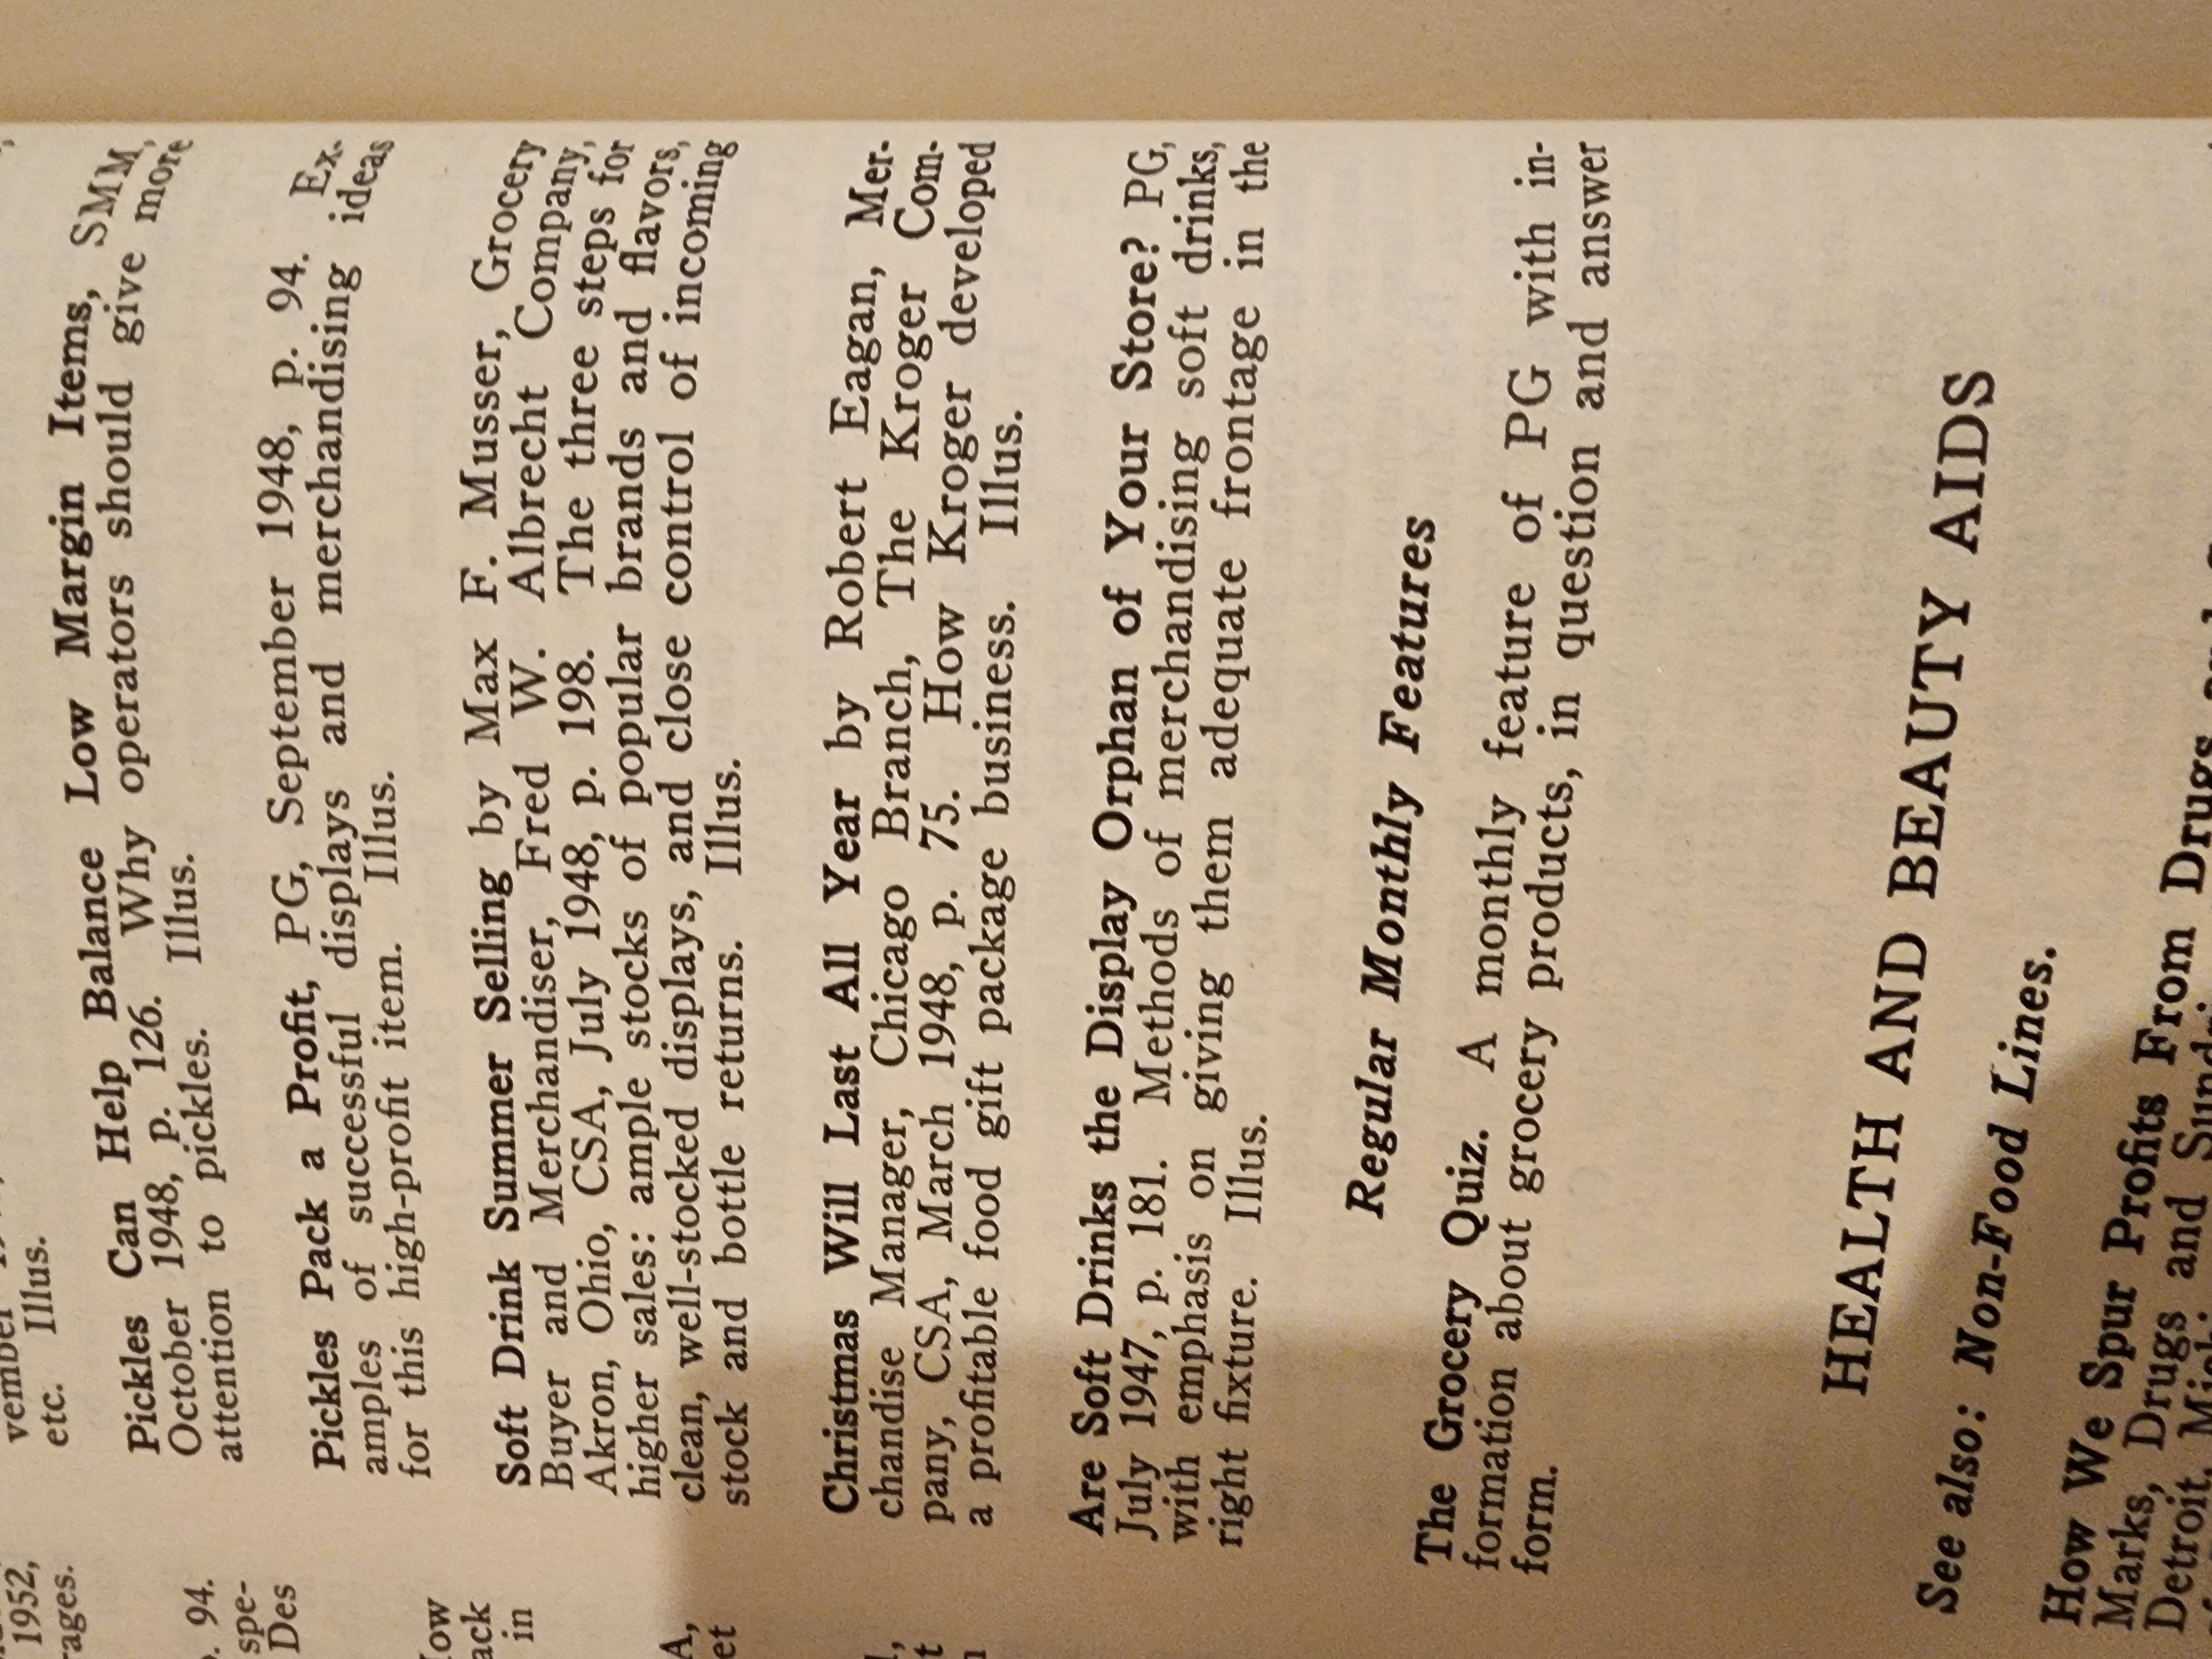 etc. Illus.
Pickles Can Help Balance Low Margin Items, SMM,
October 1948, p. 126. Why operators should give more
attention to pickles. Illus.
Pickles Pack a Profit, PG, September 1948, p. 94. Ex-
amples of successful displays and merchandising ideas
for this high-profit item. Illus.
Soft Drink Summer Selling by Max F. Musser, Grocery
Buyer and Merchandiser, Fred W. Albrecht Company,
Akron, Ohio, CSA, July 1948, p. 198. The three steps for
higher sales: ample stocks of popular brands and flavors,
clean, well-stocked displays, and close control of incoming
stock and bottle returns. Illus.
Christmas Will Last All Year by Robert Eagan, Mer-
chandise Manager, Chicago Branch, The Kroger Com-
pany, CSA, March 1948, p. 75. How Kroger developed
a profitable food gift package business. Illus.
Are Soft Drinks the Display Orphan of Your Store? PG,
July 1947, p. 181. Methods of merchandising soft drinks,
with emphasis on giving them adequate frontage in the
right fixture. Illus.
Regular Monthly Features
The Grocery Quiz. A monthly feature of PG with in-
formation about grocery products, in question and answer
form.
HEALTH AND BEAUTY AIDS
See also: Non-Food Lines.
How We Spur Profits From Drugs
Marks, Drugs and
Detroit,
1952,
94.
spe-
Des
in